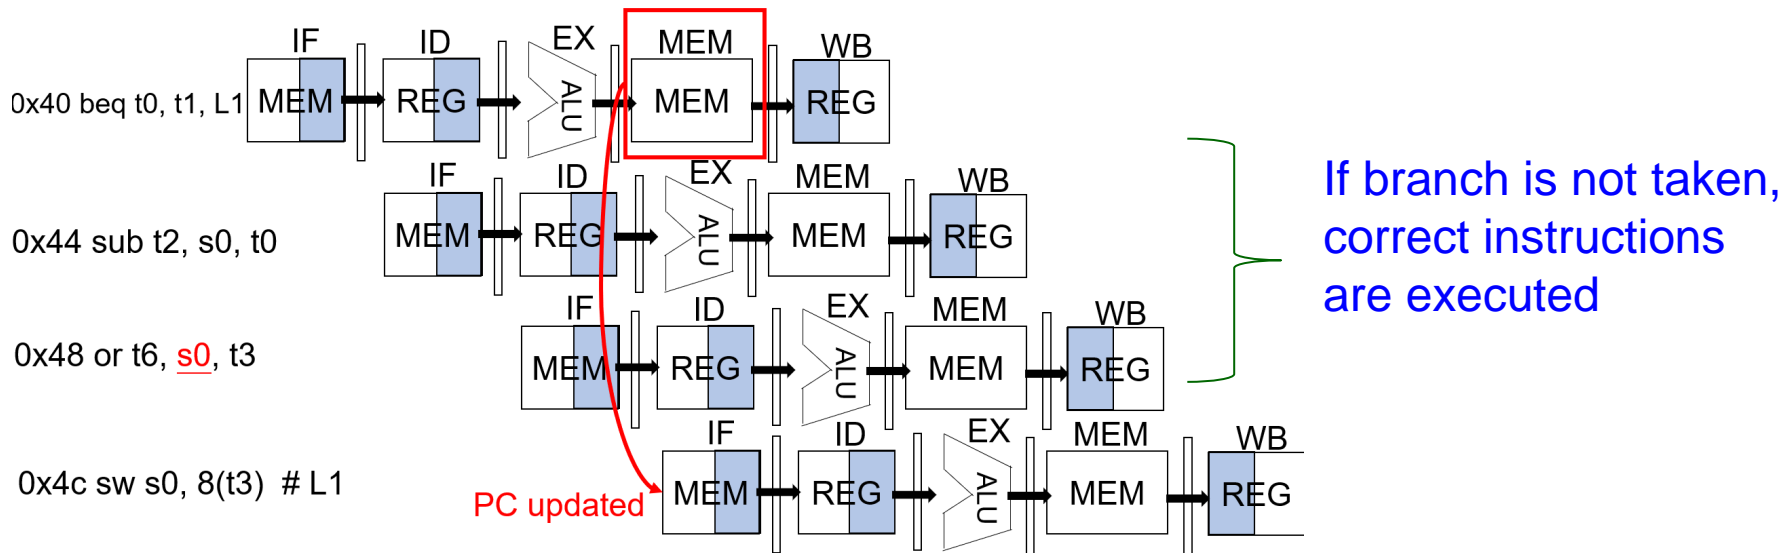 IF ID EX MEM WB
0x40 beq t0, t1, L1 MEM REG ALU MEM REG
IF ID EX MEM WB
0x44 sub t2, s0, t0 MEM REG ALU MEM REG
IF ID EX MEM WB
0x48 or t6, s0, t3 MEM REG ALU MEM REG
IF ID EX MEM WB
0x4c sw s0, 8(t3) # L1 MEM REG ALU MEM REG
PC updated
If branch is not taken,
correct instructions
are executed